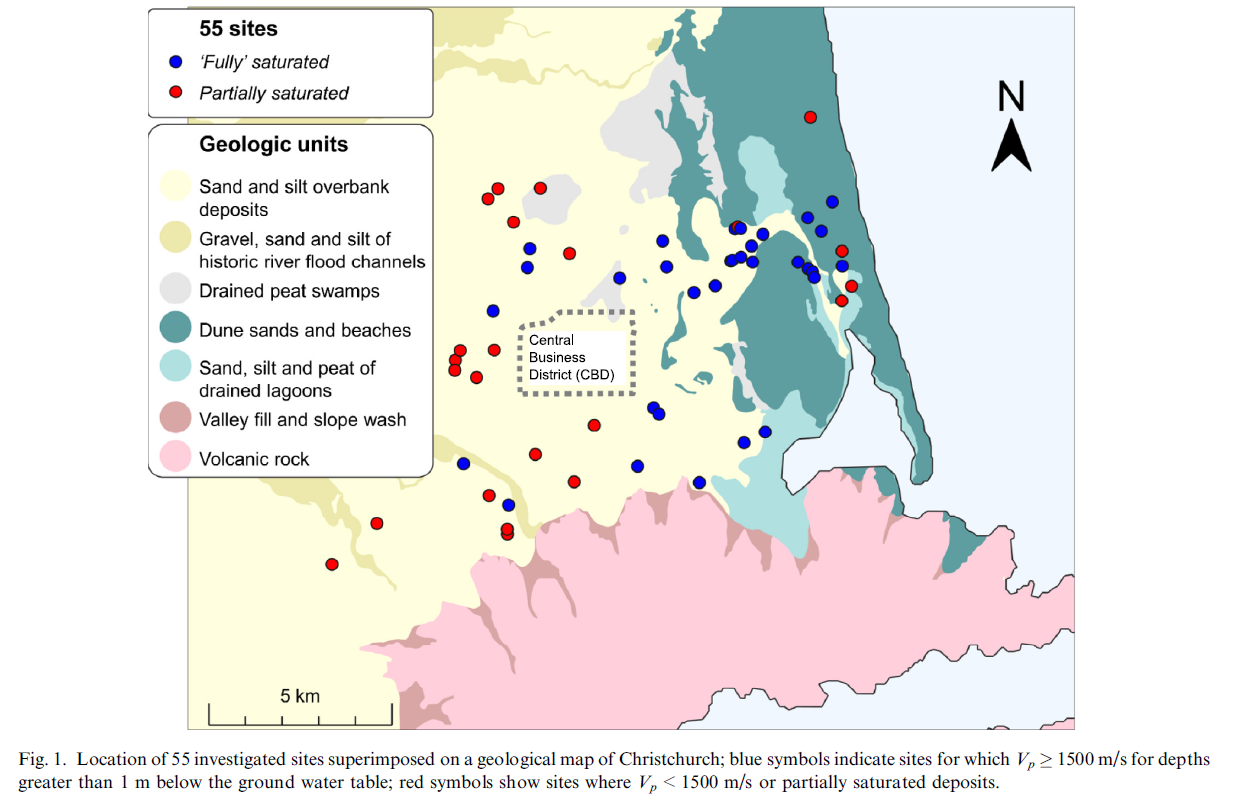 55 sites
‘Fully’ saturated
Partially saturated
Geologic units
Sand and silt overbank
deposits
Gravel, sand and silt of
historic river flood channels
Drained peat swamps
Dune sands and beaches
Sand, silt and peat of
drained lagoons
Valley fill and slope wash
Volcanic rock
N
Central
Business
District (CBD)
5 km
Fig. 1. Location of 55 investigated sites superimposed on a geological map of Christchurch; blue symbols indicate sites for which Vp ≥ 1500 m/s for depths
greater than 1 m below the ground water table; red symbols show sites where Vp < 1500 m/s or partially saturated deposits.